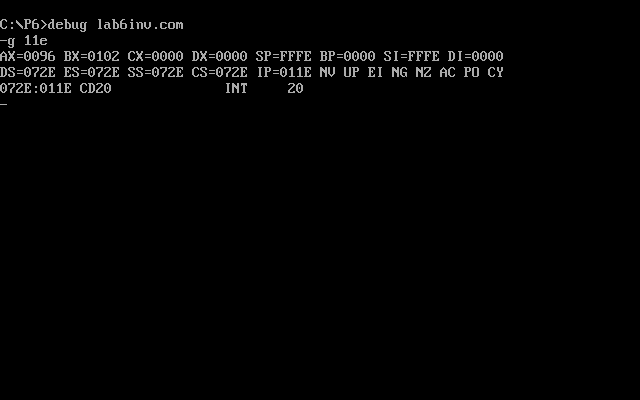 C:\P6>debug lab6inv.com
-g 11e
AX=0096 BX=0102 CX=0000 DX=0000 SP=FFFE BP=0000 SI=FFFE DI=0000
DS=072E ES=072E SS=072E CS=072E IP=011E NV UP EI NG NZ AC PO CY
072E:011E CD20 INT 20
-